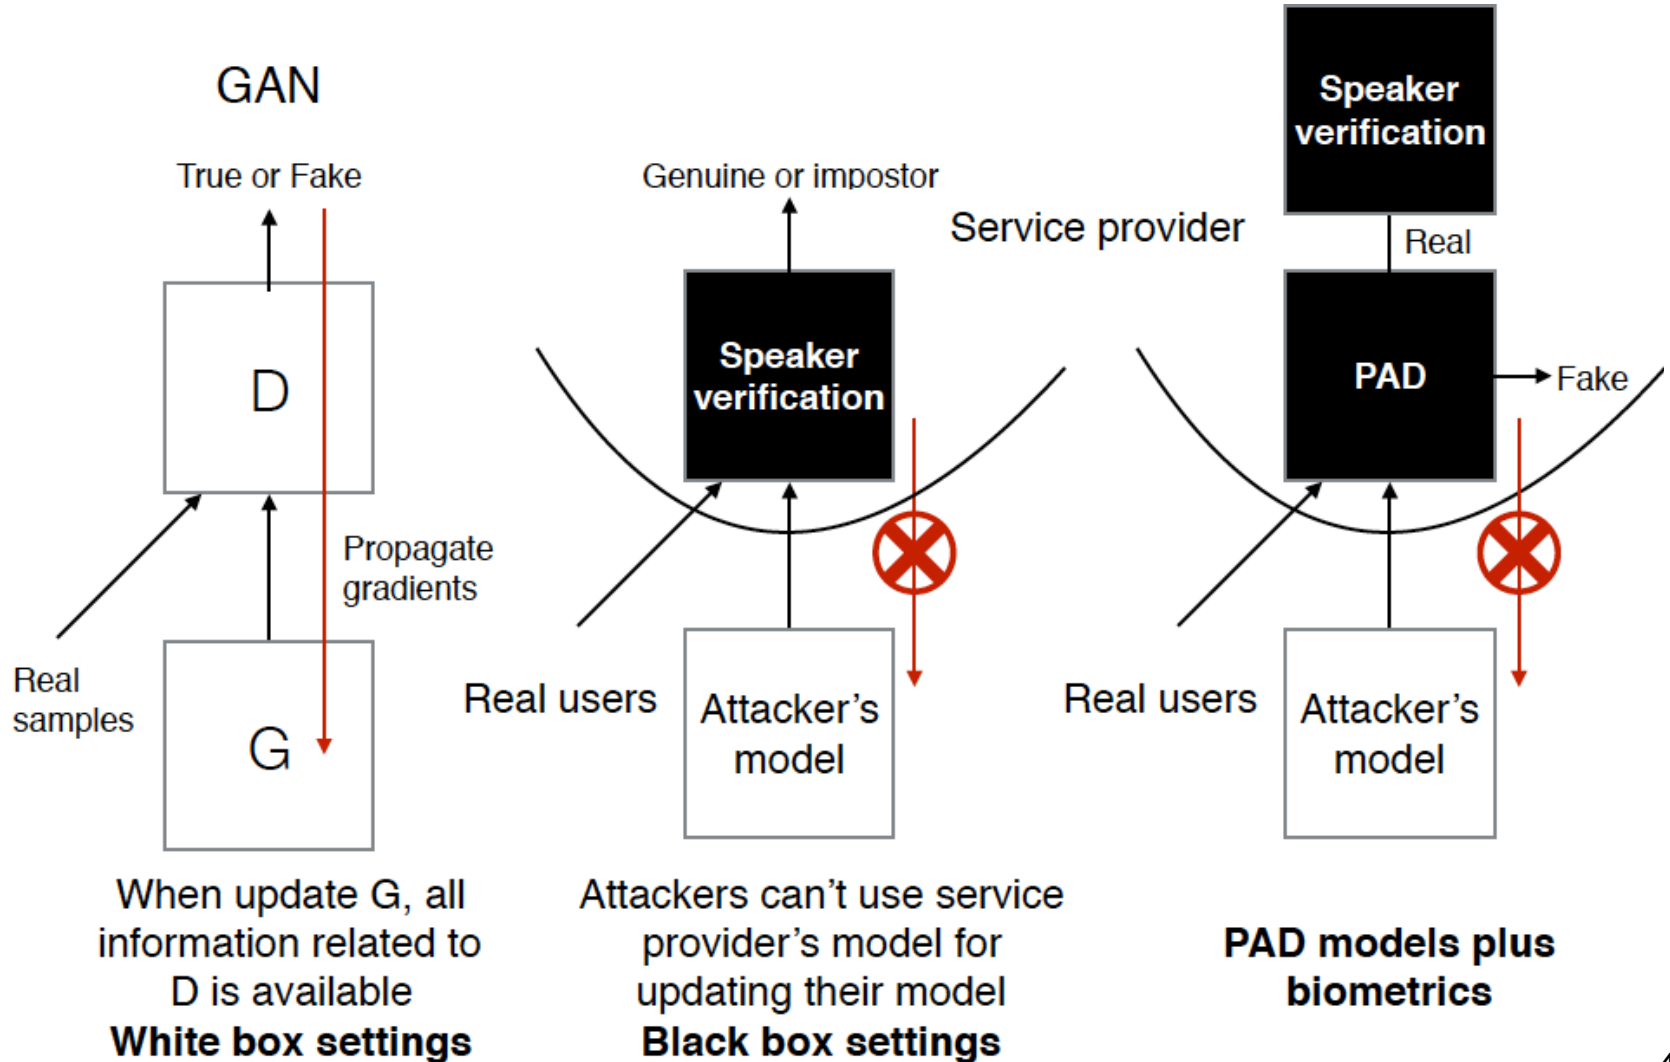 GAN
True or Fake
D
Propagate
gradients
Real
samples
G
When update G, all
information related to
D is available
White box settings
Genuine or impostor
Service provider
Speaker
verification
Real users
Attacker's
model
Attackers can't use service
provider's model for
updating their model
Black box settings
Speaker
verification
Real
PAD
Fake
Real users
Attacker's
model
PAD models plus
biometrics